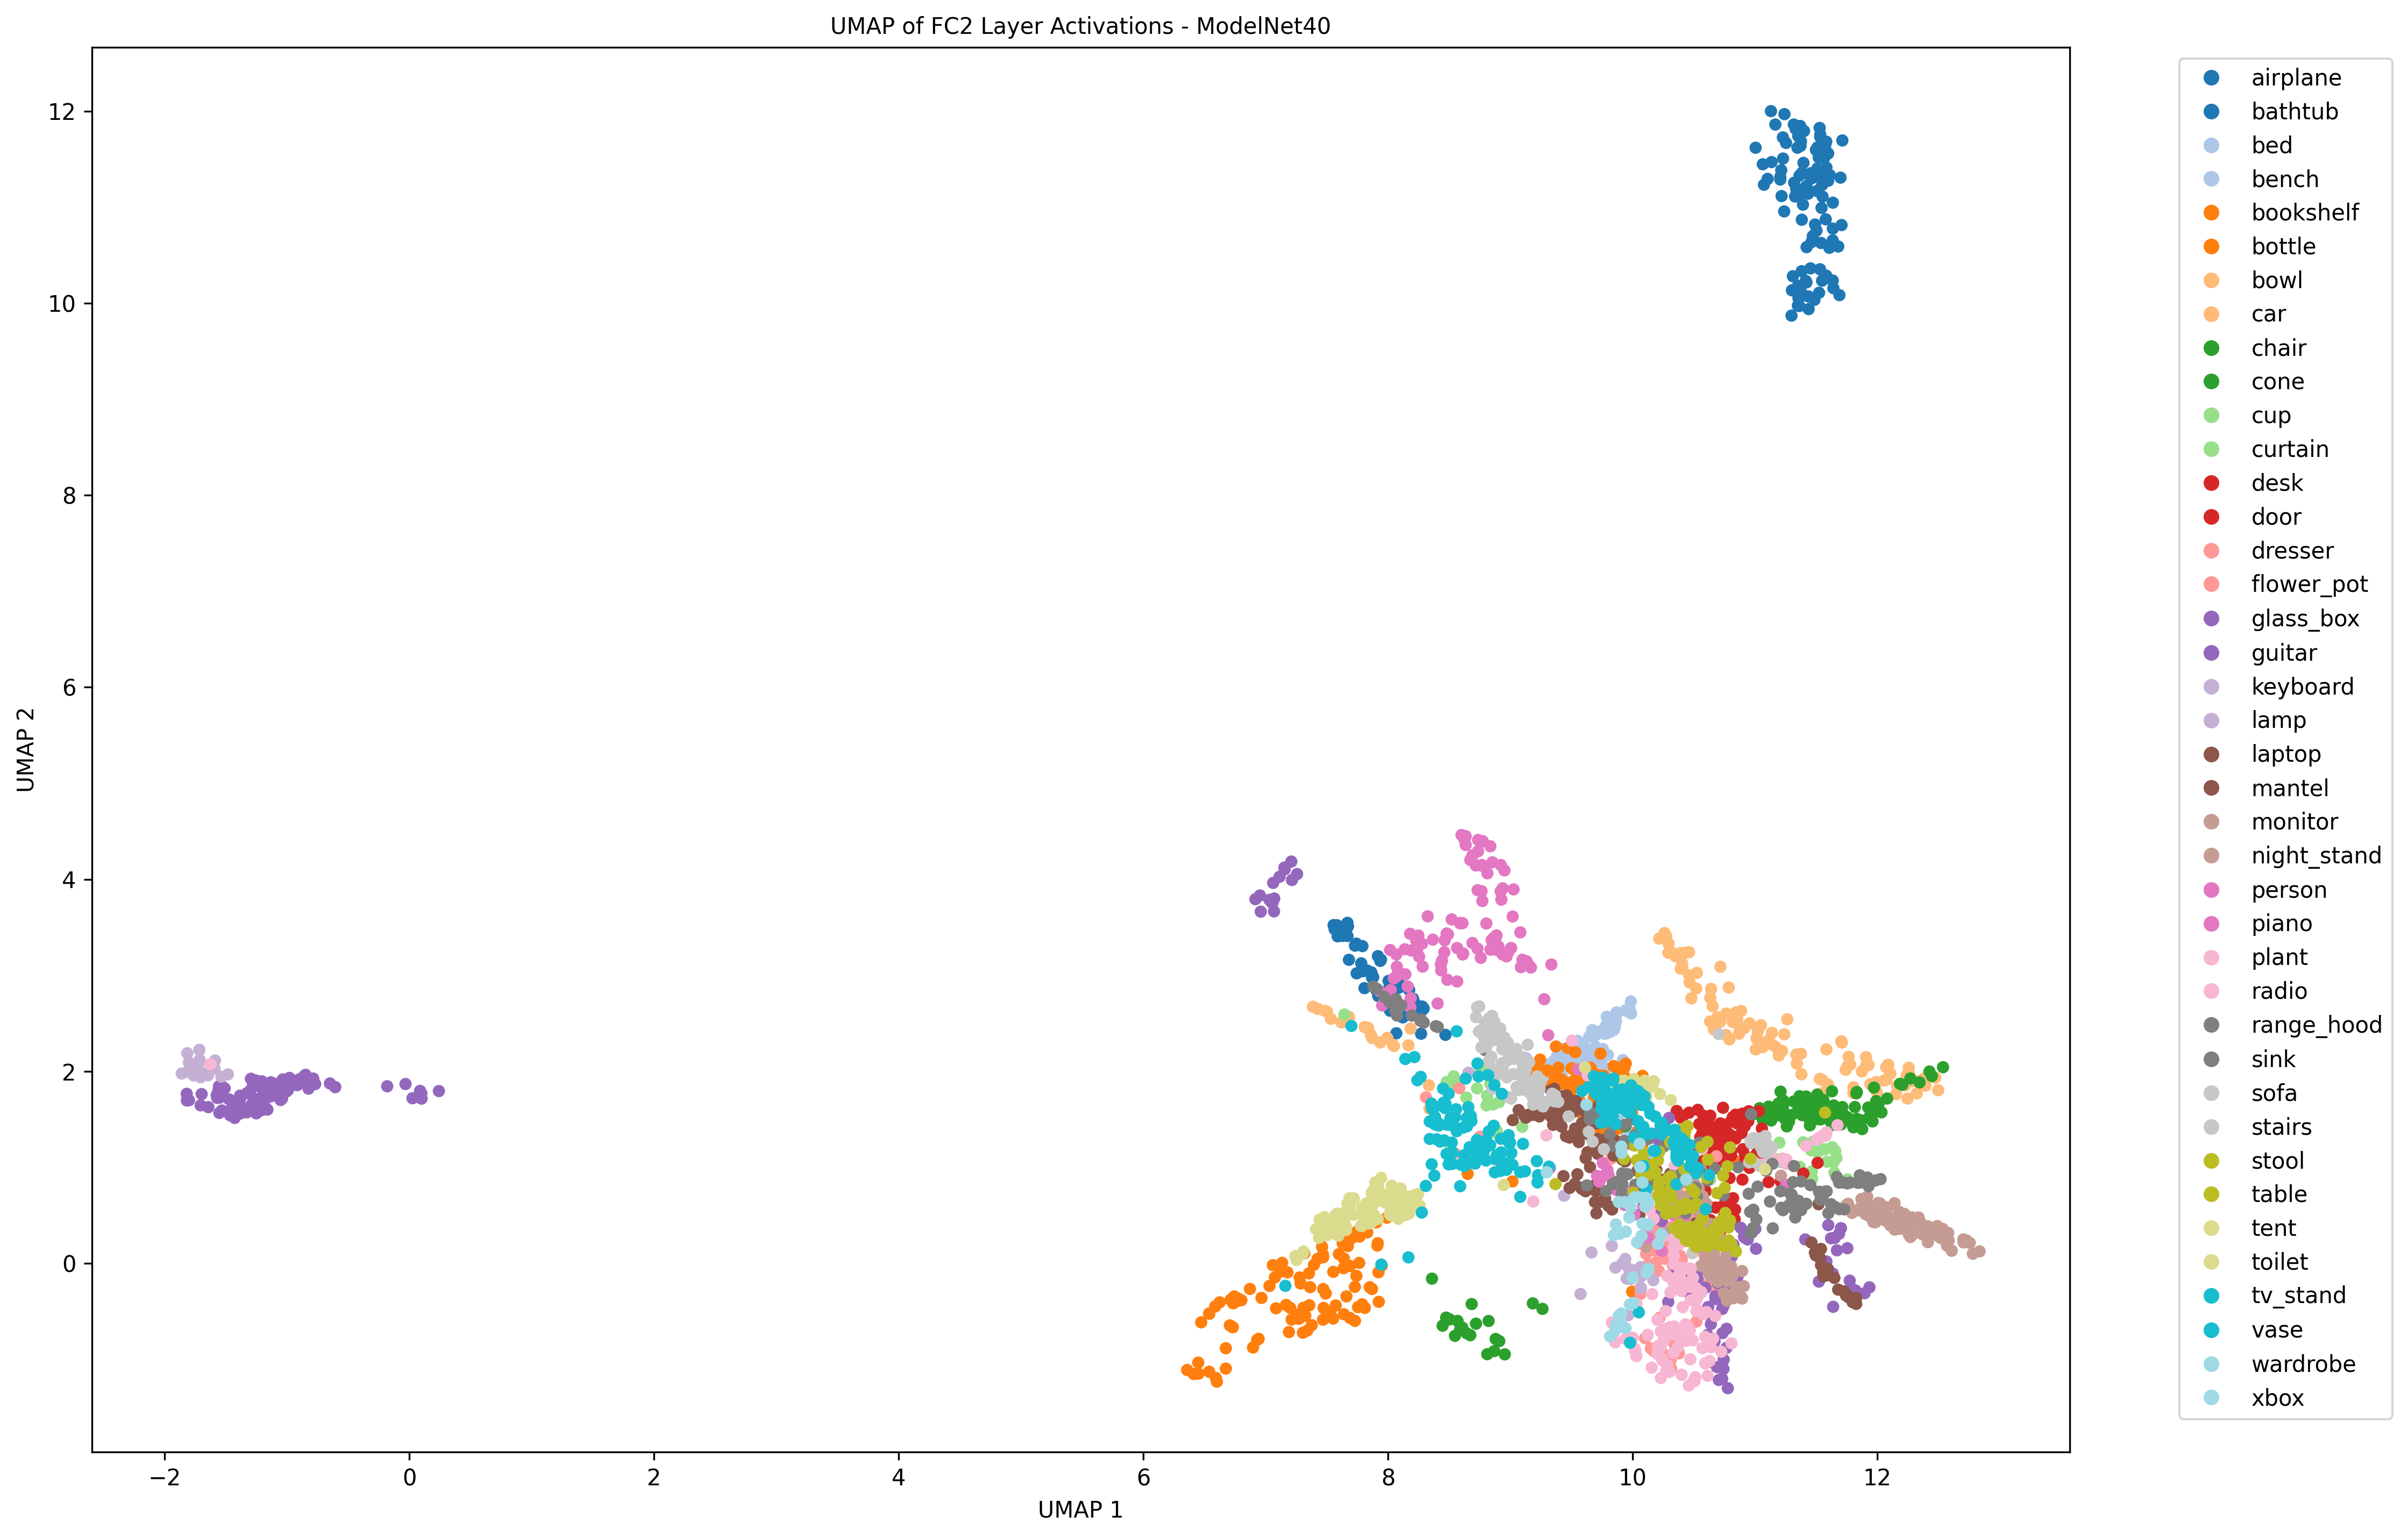 UMAP of FC2 Layer Activations - ModelNet40
12
10
8
6
4
2
0
UMAP 2
−2
0
2
4
6
8
10
12
UMAP 1
airplane
bathtub
bed
bench
bookshelf
bottle
bowl
car
chair
cone
cup
curtain
desk
door
dresser
flower_pot
glass_box
guitar
keyboard
lamp
laptop
mantel
monitor
night_stand
person
piano
plant
radio
range_hood
sink
sofa
stairs
stool
table
tent
toilet
tv_stand
vase
wardrobe
xbox